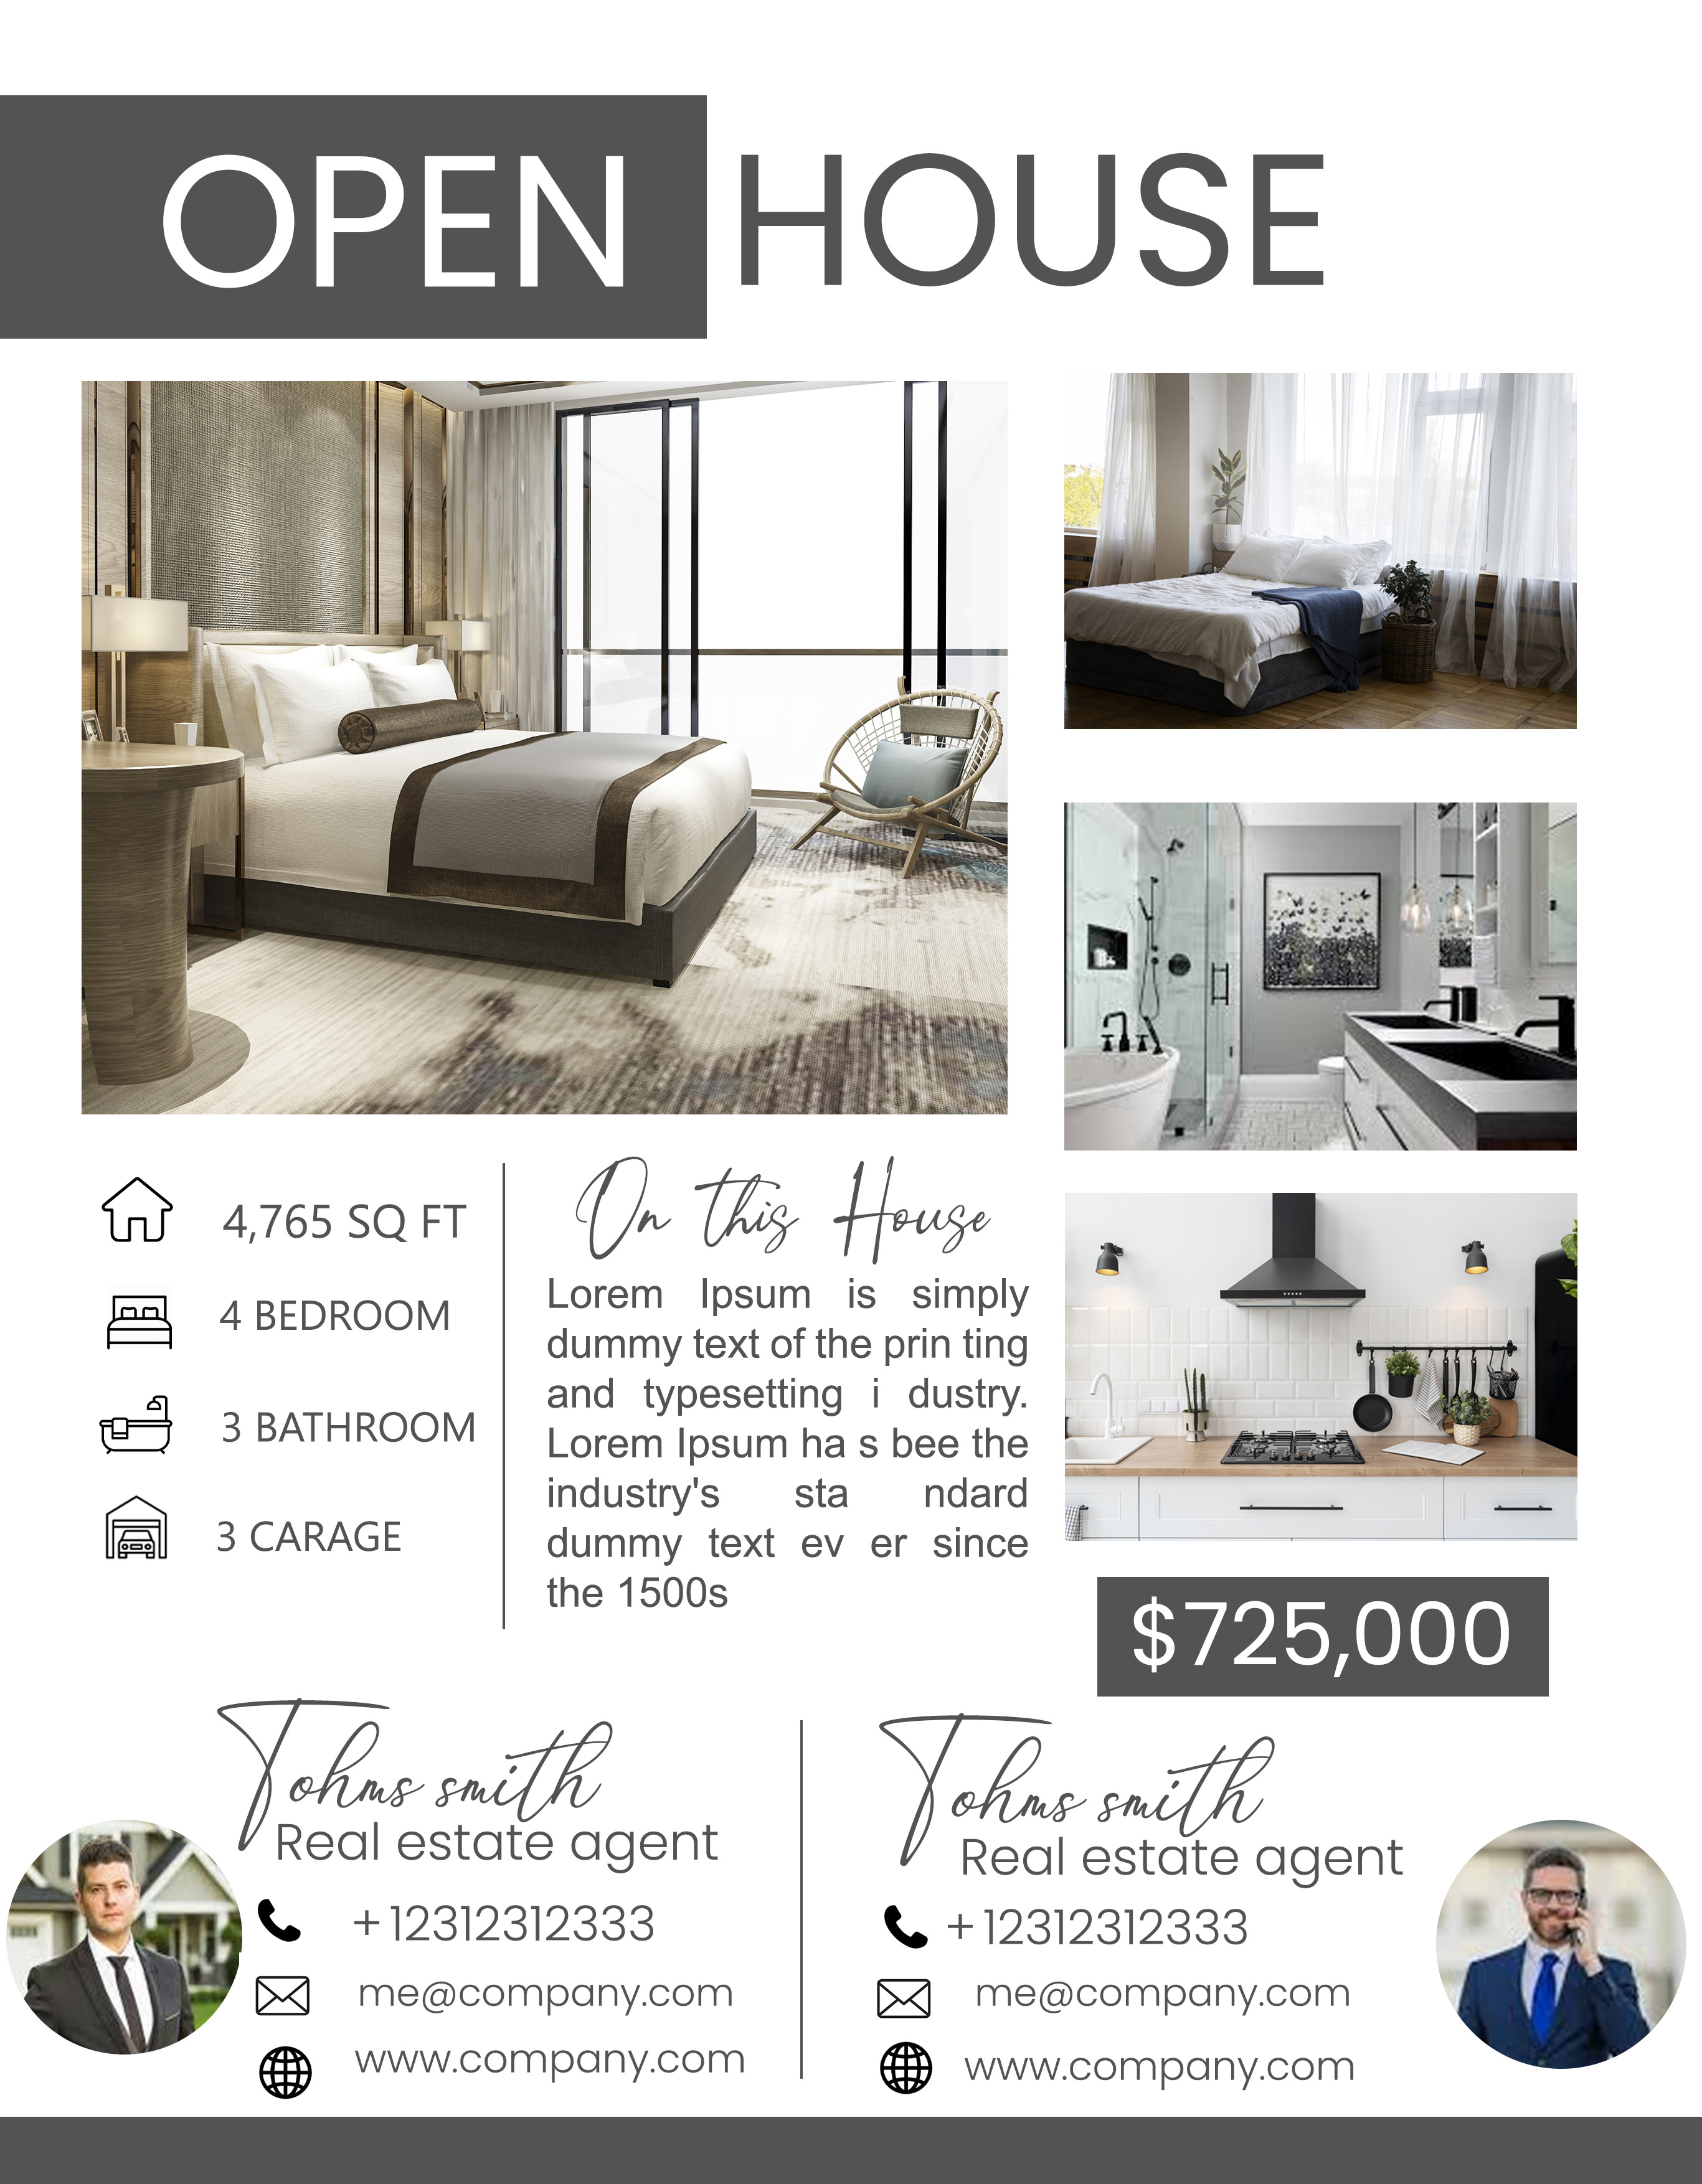 OPEN HOUSE
4,765 SQ FT
4 BEDROOM
3 BATHROOM
3 CARAGE
On this House
Lorem Ipsum is simply
dummy text of the prin ting
and typesetting i dustry.
Lorem Ipsum ha s bee the
industry's sta ndard
dummy text ev er since
the 1500s
$725,000
Tohms smith
Real estate agent
+12312312333
me@company.com
www.company.com
Tohms smith
Real estate agent
+12312312333
me@company.com
www.company.com